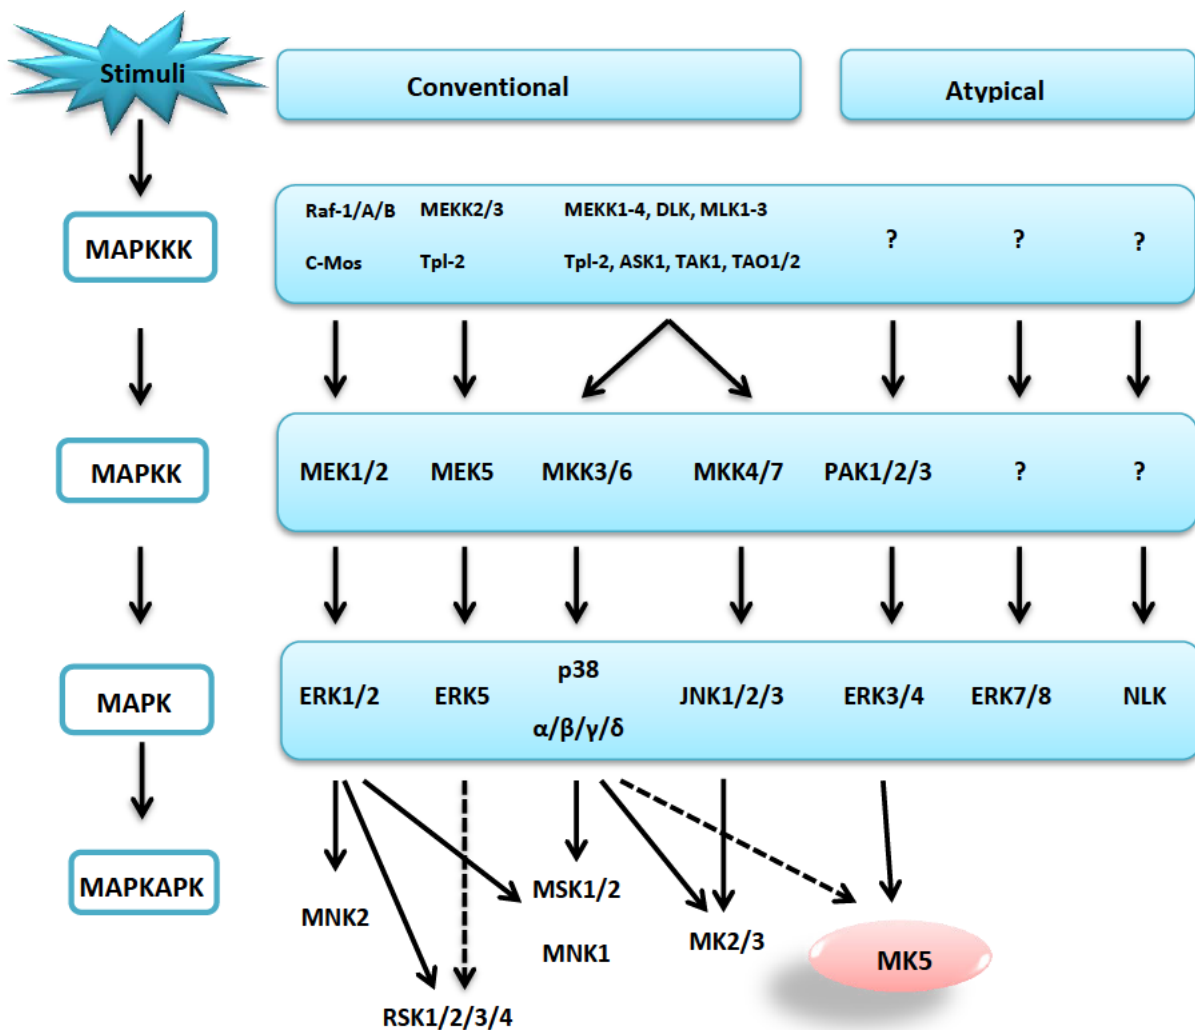 Stimuli
Conventional
Atypical
MAPKKK
Raf-1/A/B
MEKK2/3
MEKK1-4, DLK, MLK1-3
C-Mos
Tpl-2
Tpl-2, ASK1, TAK1, TAO1/2
?
?
?
MAPKK
MEK1/2
MEK5
MKK3/6
MKK4/7
PAK1/2/3
?
?
MAPK
ERK1/2
ERK5
p38
α/β/γ/δ
JNK1/2/3
ERK3/4
ERK7/8
NLK
MAPKAPK
MNK2
MSK1/2
MNK1
MK2/3
MK5
RSK1/2/3/4